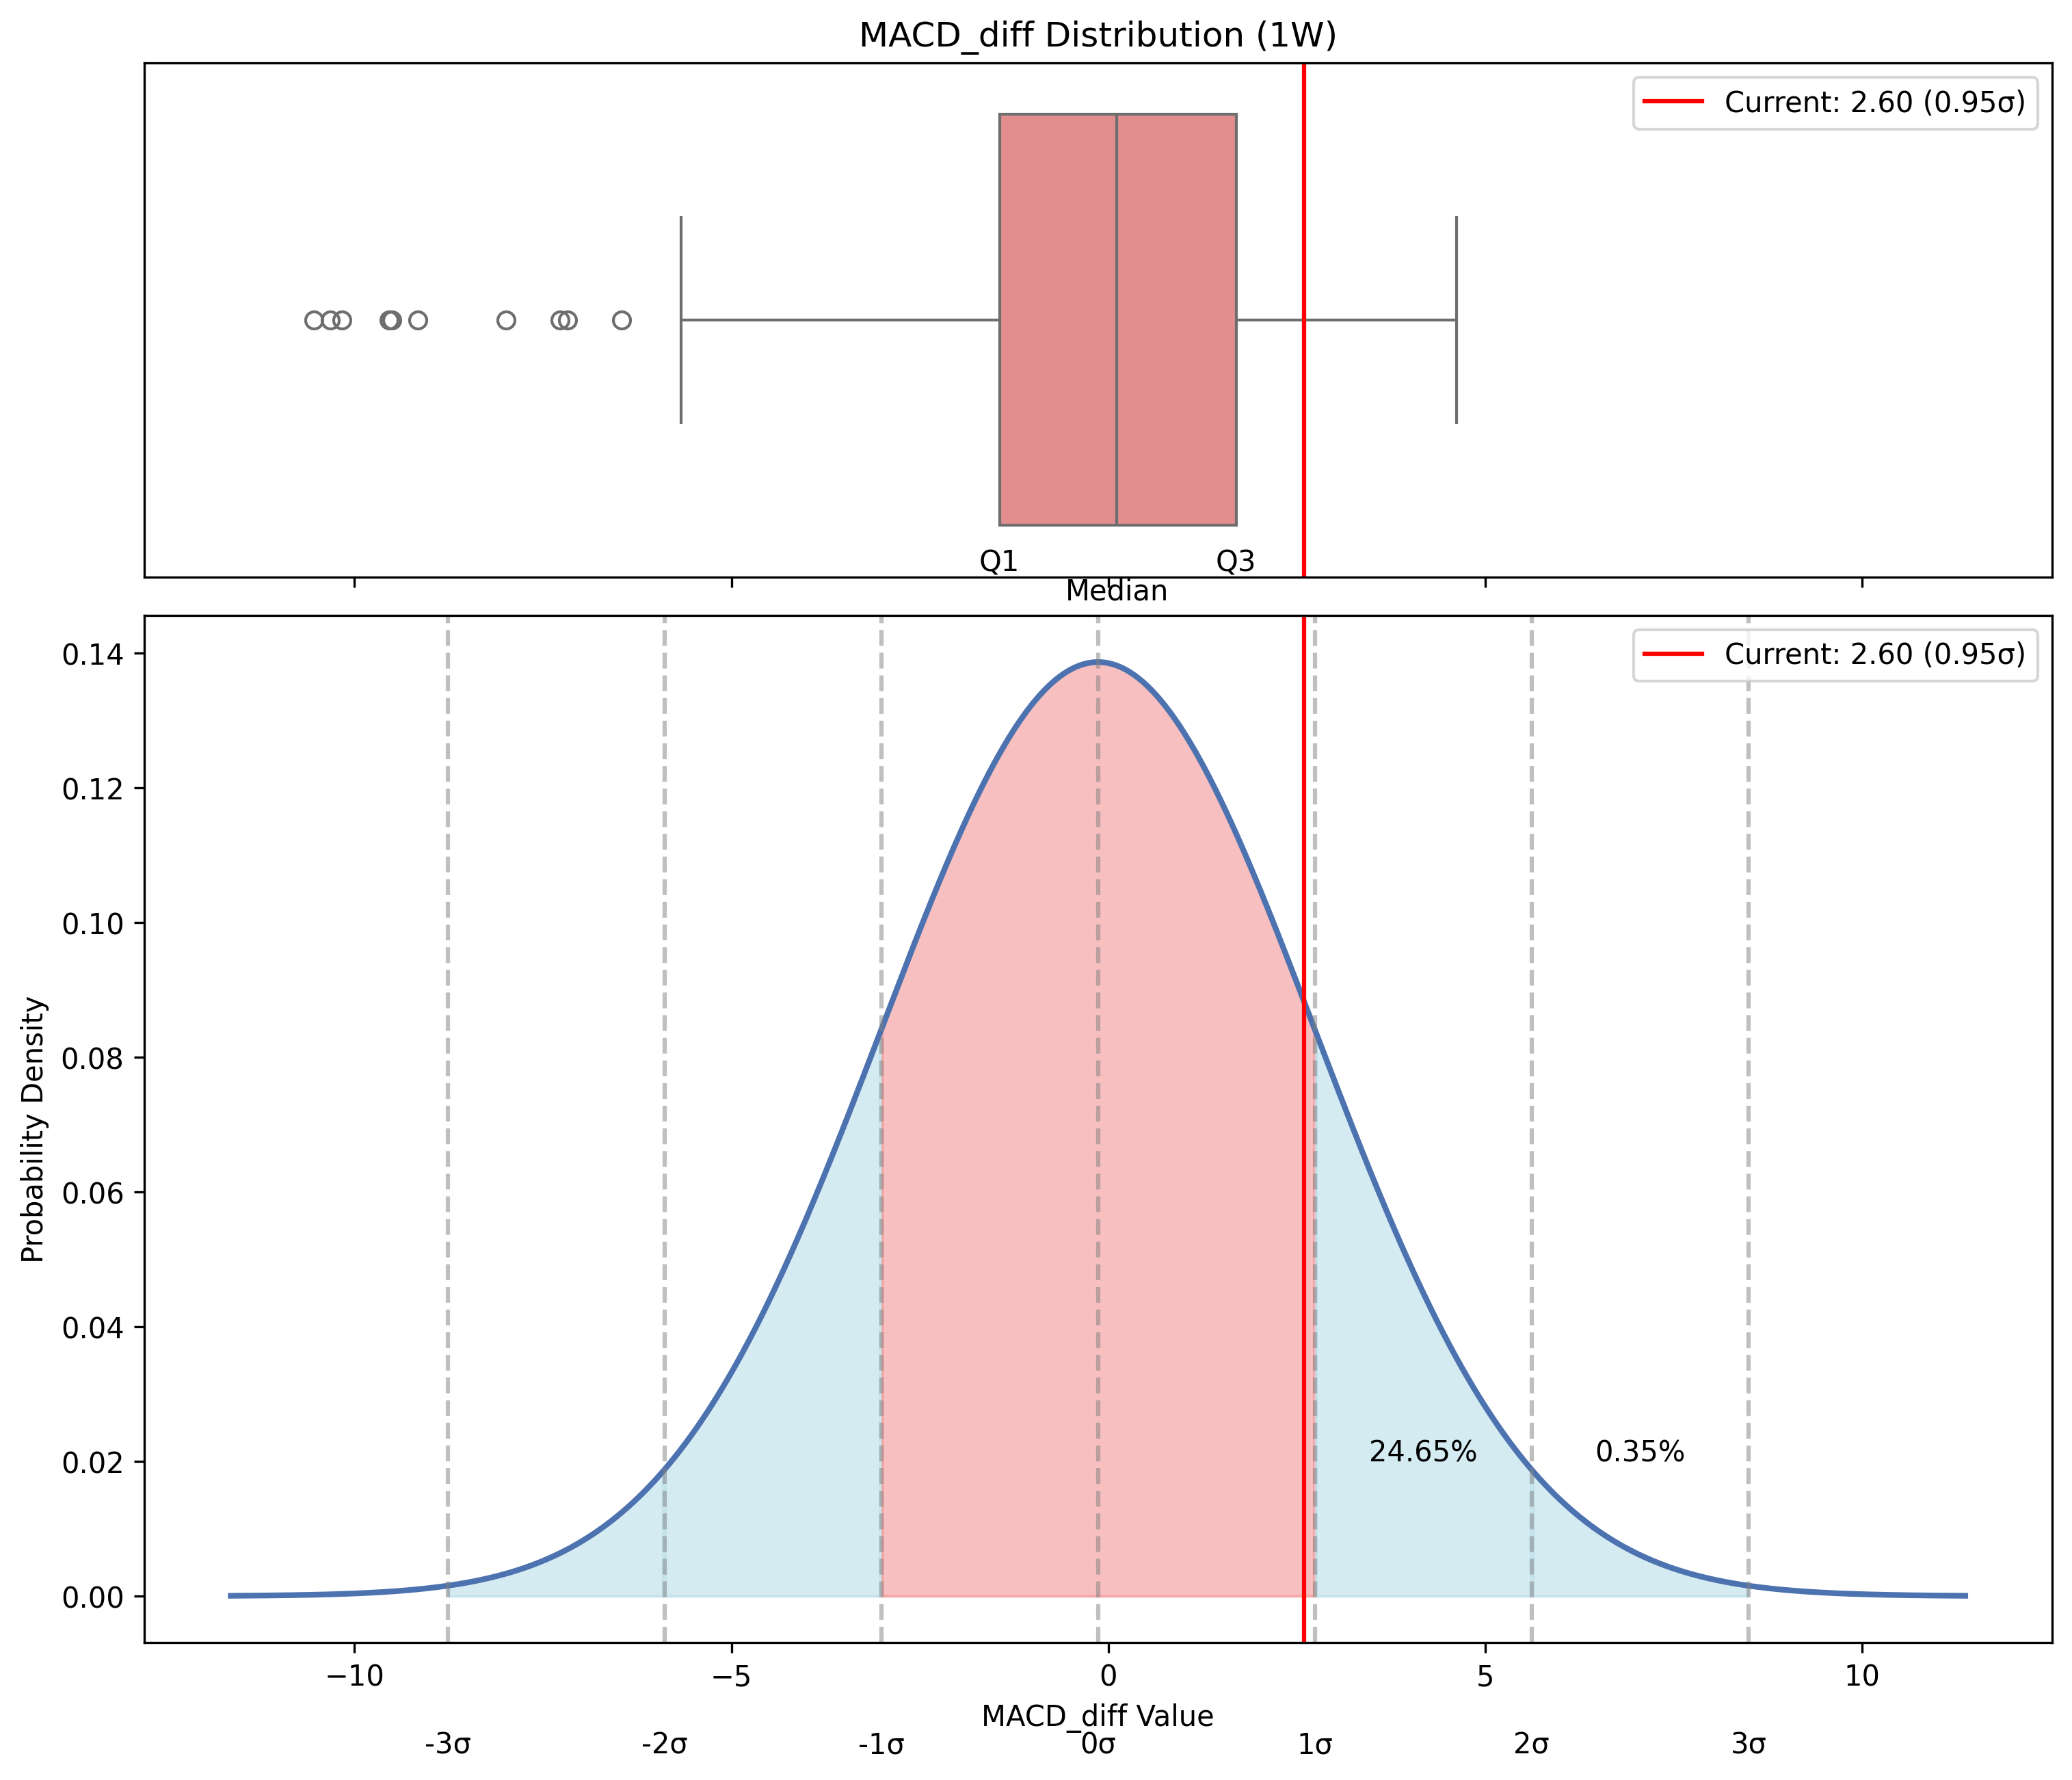 MACD_diff Distribution (1W)
Current: 2.60 (0.95σ)
Q1
Q3
Median
Current: 2.60 (0.95σ)
0.14
0.12
0.10
0.08
0.06
0.04
0.02
0.00
Probability Density
24.65%
0.35%
−10
−5
0
5
10
MACD_diff Value
-3σ
-2σ
-1σ
0σ
1σ
2σ
3σ